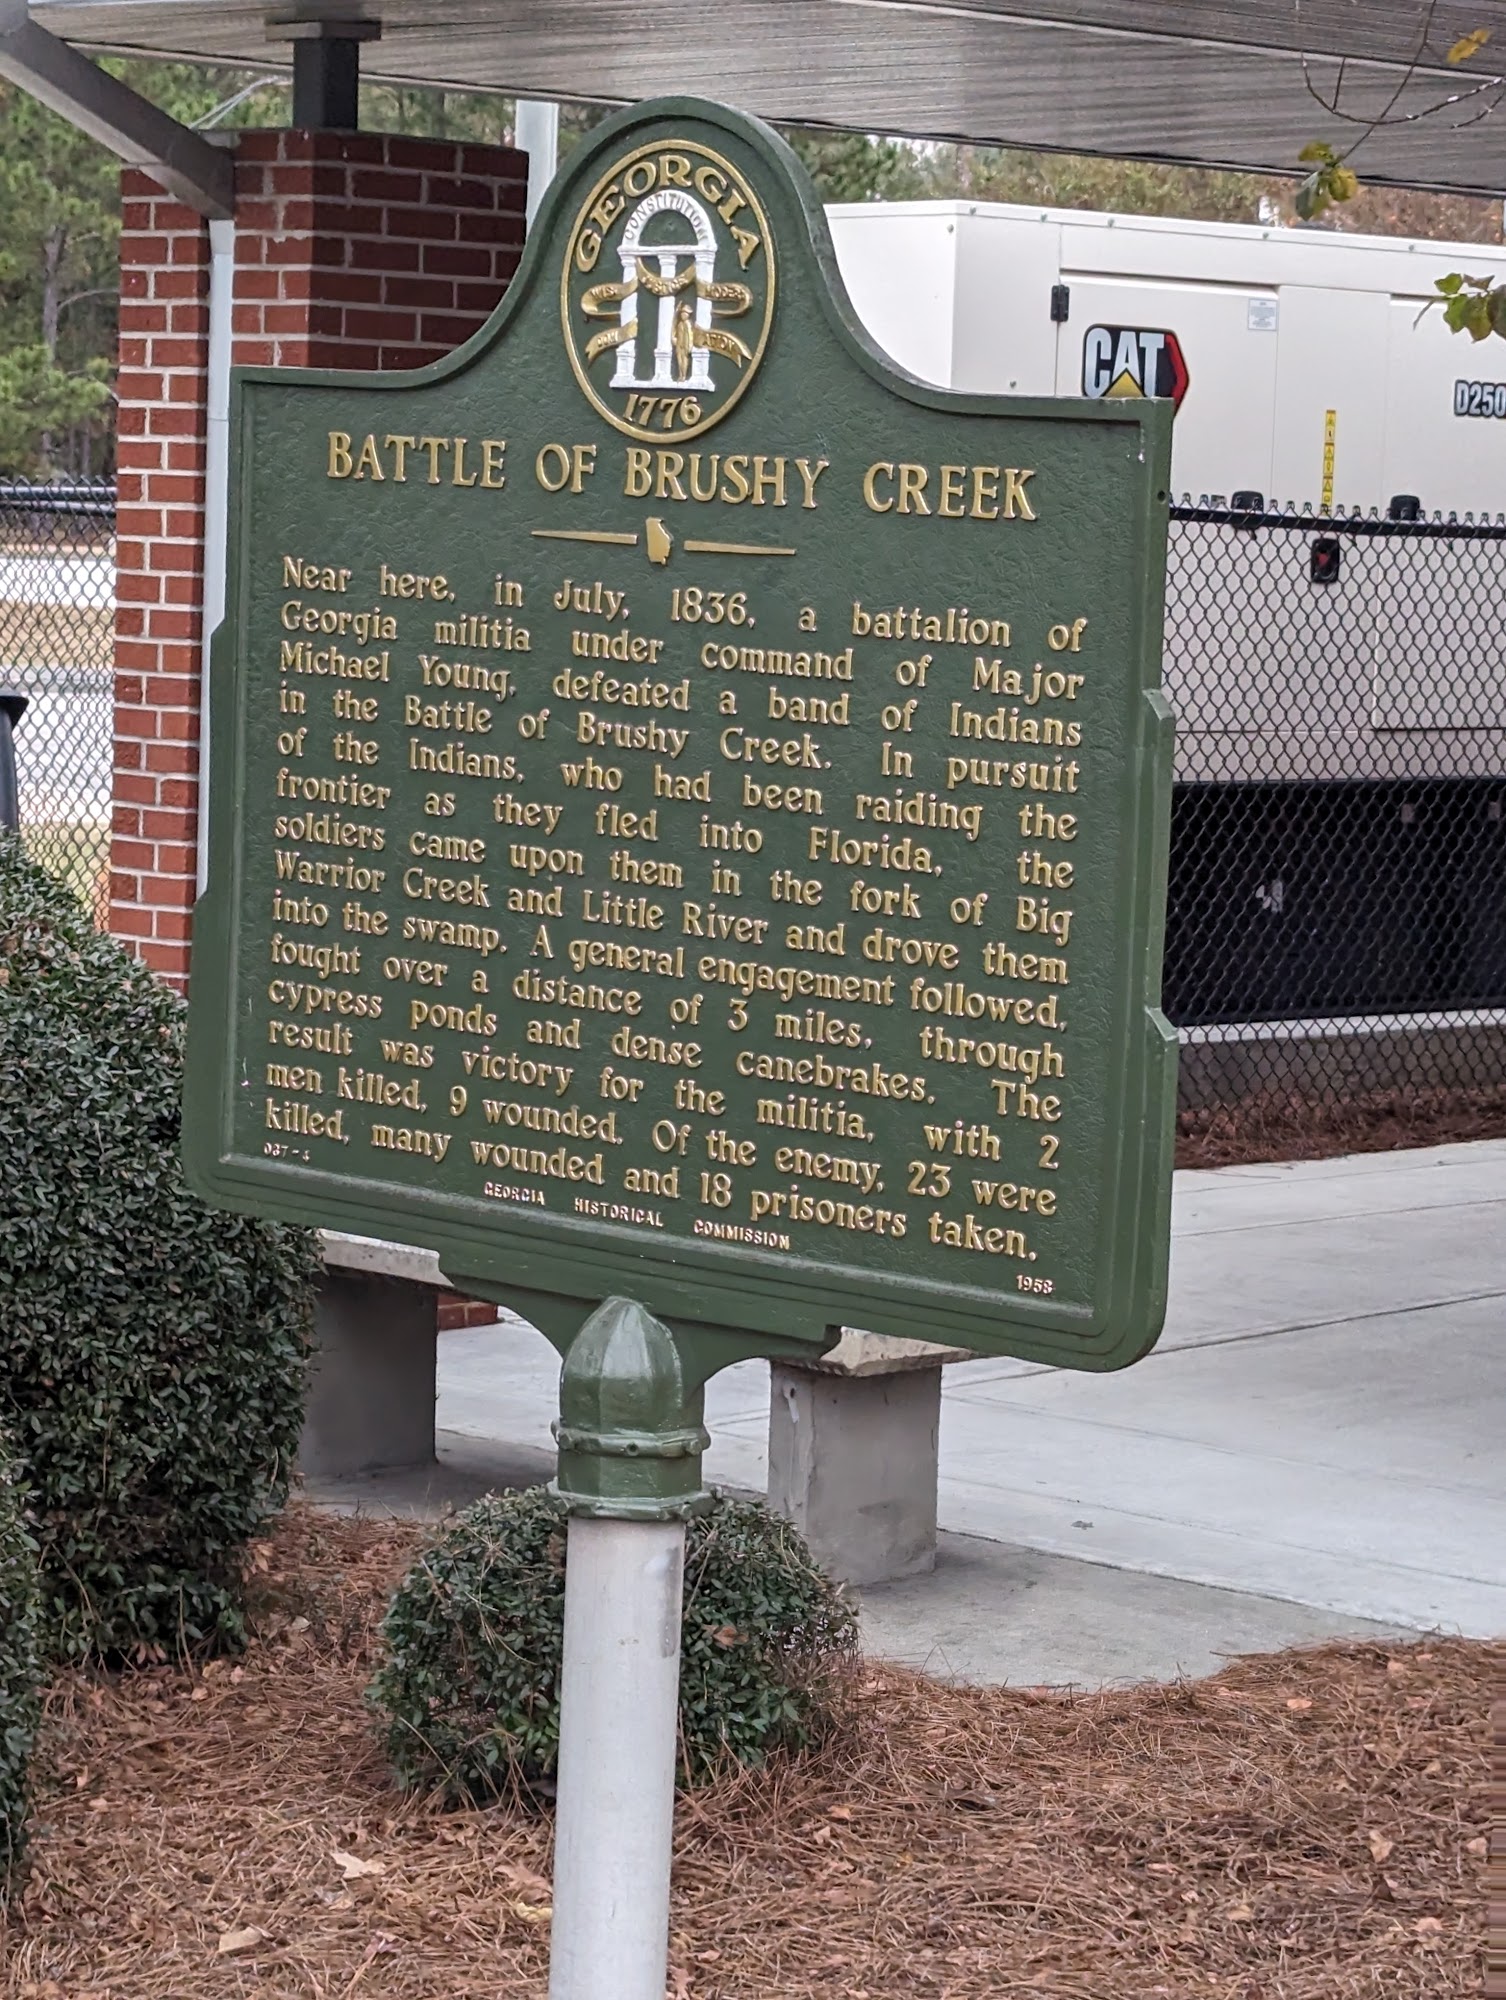 GEORGIA
CONSTITUTION
WISDOM JUSTICE MODERATION
1776
BATTLE OF BRUSHY CREEK
Near here, in July, 1836, a battalion of
Georgia militia under command of Major
Michael Young, defeated a band of Indians
in the Battle of Brushy Creek. In pursuit
of the Indians, who had been raiding the
frontier as they fled into Florida, the
soldiers came upon them in the fork of Big
Warrior Creek and Little River and drove them
into the swamp. A general engagement followed,
fought over a distance of 3 miles, through
cypress ponds and dense canebrakes. The
result was victory for the militia, with 2
men killed, 9 wounded. Of the enemy, 23 were
killed, many wounded and 18 prisoners taken.
037-4
GEORGIA HISTORICAL COMMISSION
1958
CAT
D250